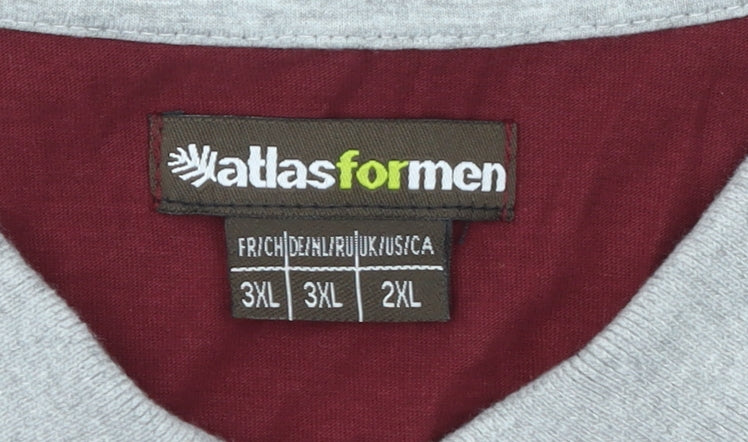 atlasformen
FR/CH DE/NL/RU UK/US/CA
3XL 3XL 2XL